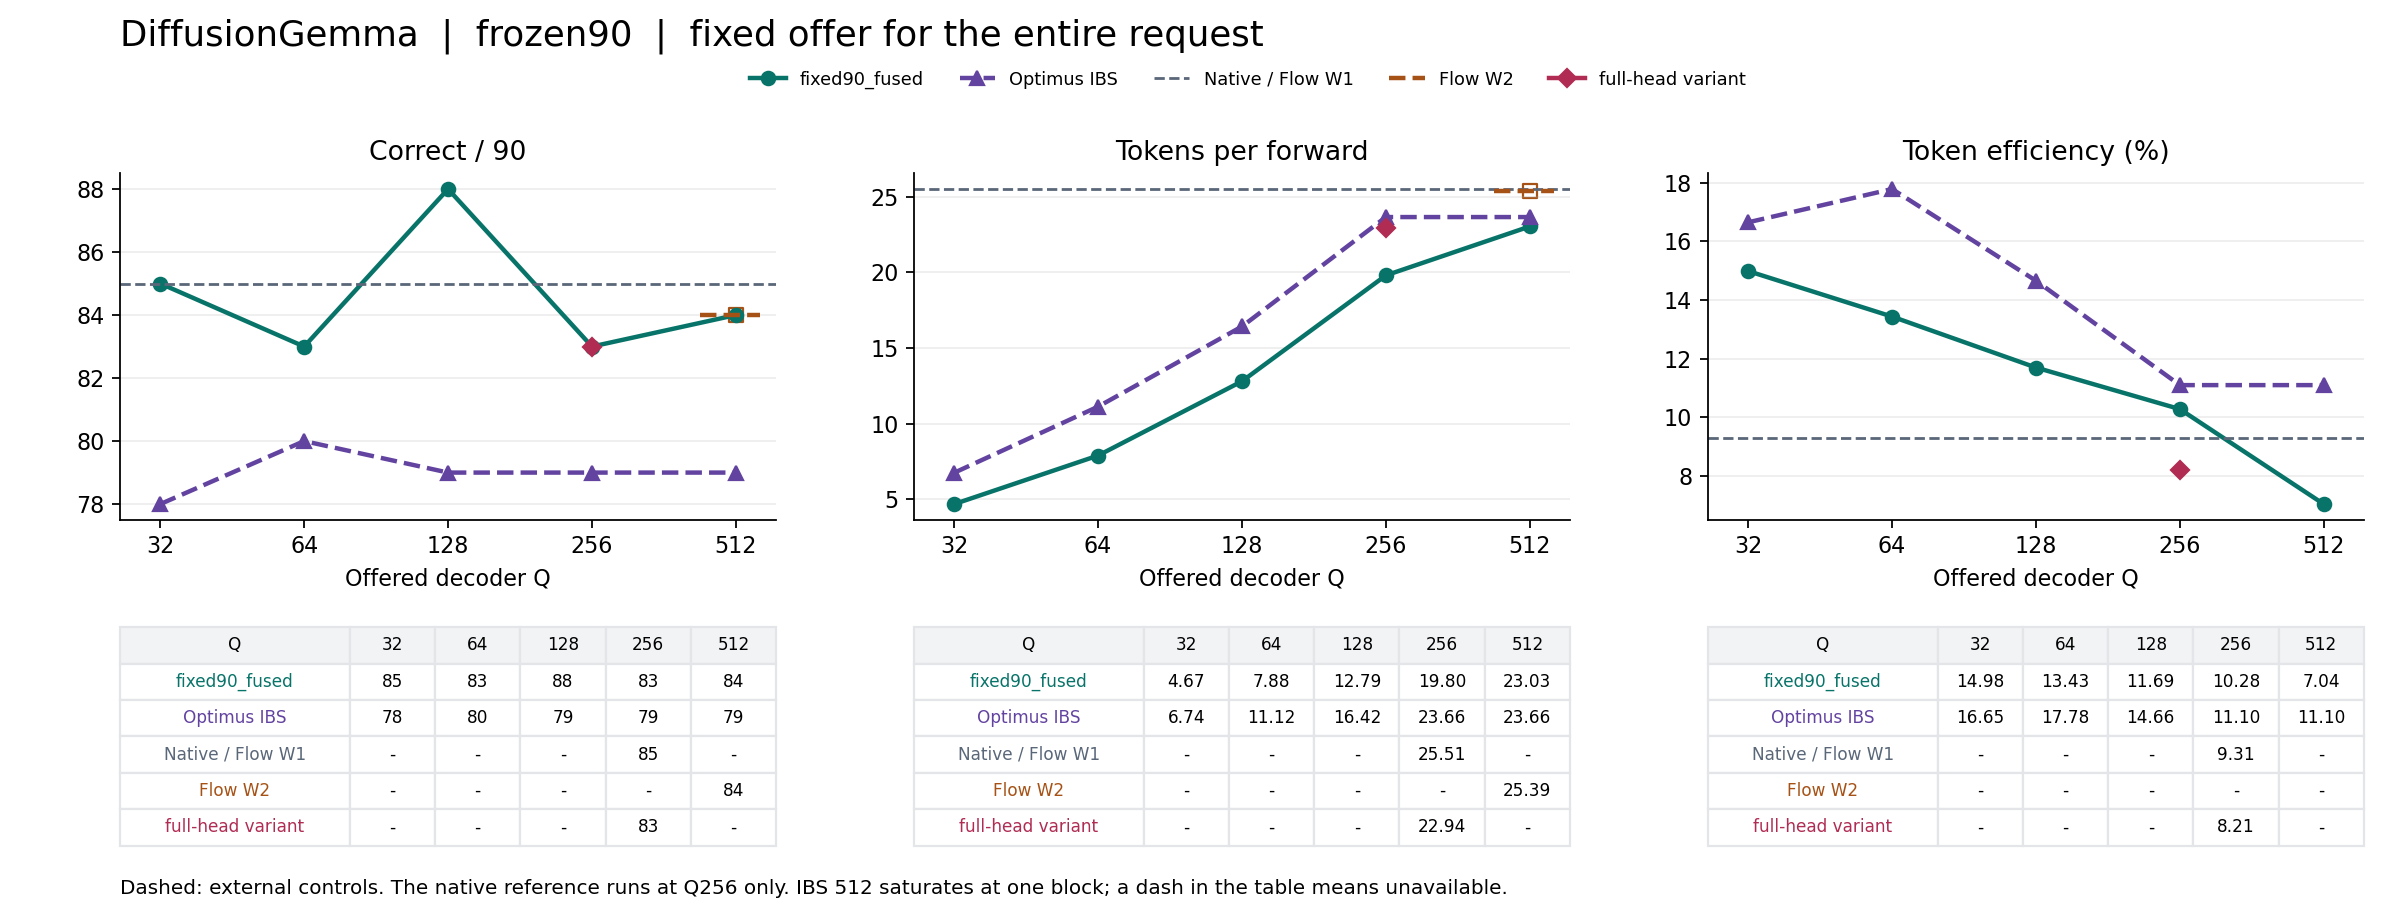 DiffusionGemma | frozen90 | fixed offer for the entire request
fixed90_fused Optimus IBS Native / Flow W1 Flow W2 full-head variant
Correct / 90
88
86
84
82
80
78
32 64 128 256 512
Offered decoder Q
Tokens per forward
25
20
15
10
5
32 64 128 256 512
Offered decoder Q
Token efficiency (%)
18
16
14
12
10
8
32 64 128 256 512
Offered decoder Q
Q 32 64 128 256 512
fixed90_fused 85 83 88 83 84
Optimus IBS 78 80 79 79 79
Native / Flow W1 - - - 85 -
Flow W2 - - - - 84
full-head variant - - - 83 -
Q 32 64 128 256 512
fixed90_fused 4.67 7.88 12.79 19.80 23.03
Optimus IBS 6.74 11.12 16.42 23.66 23.66
Native / Flow W1 - - - 25.51 -
Flow W2 - - - - 25.39
full-head variant - - - 22.94 -
Q 32 64 128 256 512
fixed90_fused 14.98 13.43 11.69 10.28 7.04
Optimus IBS 16.65 17.78 14.66 11.10 11.10
Native / Flow W1 - - - 9.31 -
Flow W2 - - - - -
full-head variant - - - 8.21 -
Dashed: external controls. The native reference runs at Q256 only. IBS 512 saturates at one block; a dash in the table means unavailable.